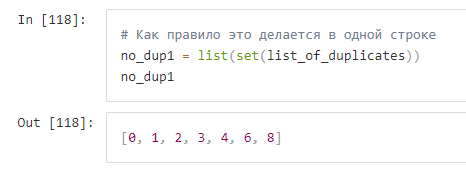 In [118]:
# Как правило это делается в одной строке
no_dup1 = list(set(list_of_duplicates))
no_dup1
Out [118]:
[0, 1, 2, 3, 4, 6, 8]